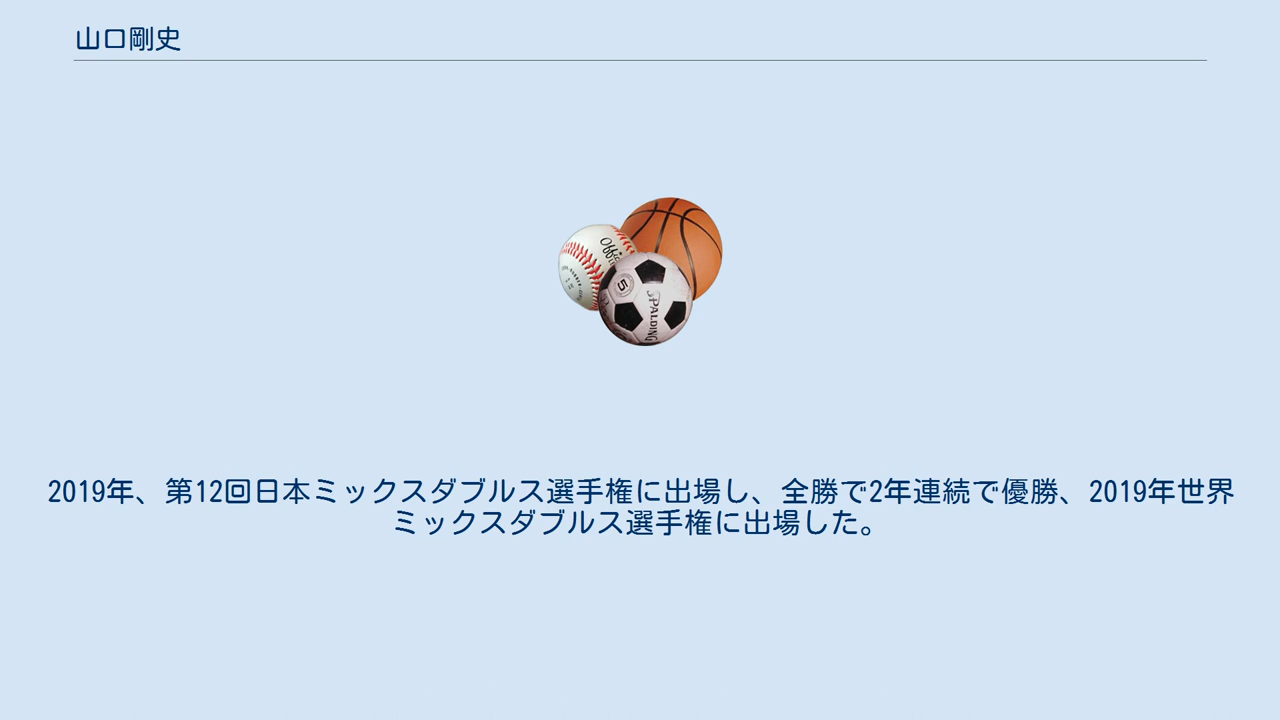 山口剛史
Offi
5
SPALDING
2019年、第12回日本ミックスダブルス選手権に出場し、全勝で2年連続で優勝、2019年世界
ミックスダブルス選手権に出場した。